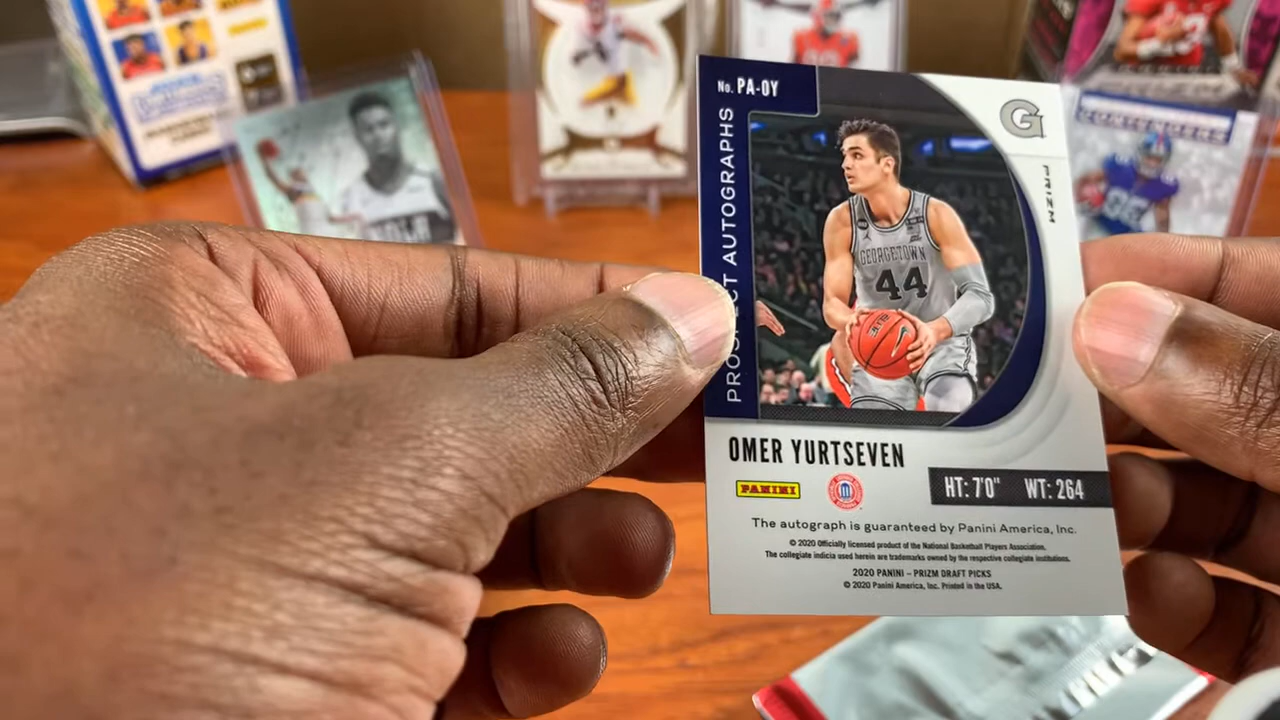 No. PA-OY
PROSPECT AUTOGRAPHS
G
PRIZM
GEORGETOWN
44
OMER YURTSEVEN
PANINI
HT: 7'0" WT: 264
The autograph is guaranteed by Panini America, Inc.
© 2020 Officially licensed product of the National Basketball Players Association.
The collegiate indicia used herein are trademarks owned by the respective collegiate institutions.
2020 PANINI – PRIZM DRAFT PICKS
© 2020 Panini America, Inc. Printed in the USA.
CONTENDERS